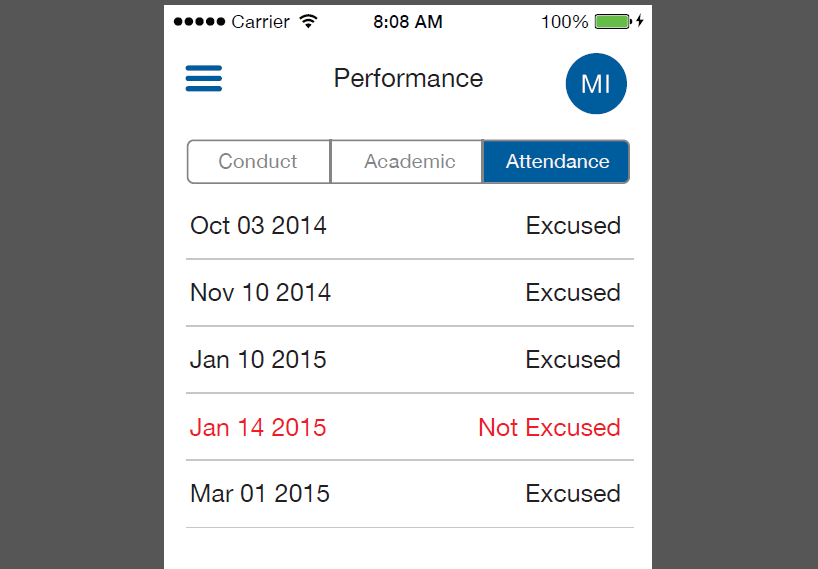 Carrier 8:08 AM 100%
Performance MI
Conduct Academic Attendance
Oct 03 2014 Excused
Nov 10 2014 Excused
Jan 10 2015 Excused
Jan 14 2015 Not Excused
Mar 01 2015 Excused